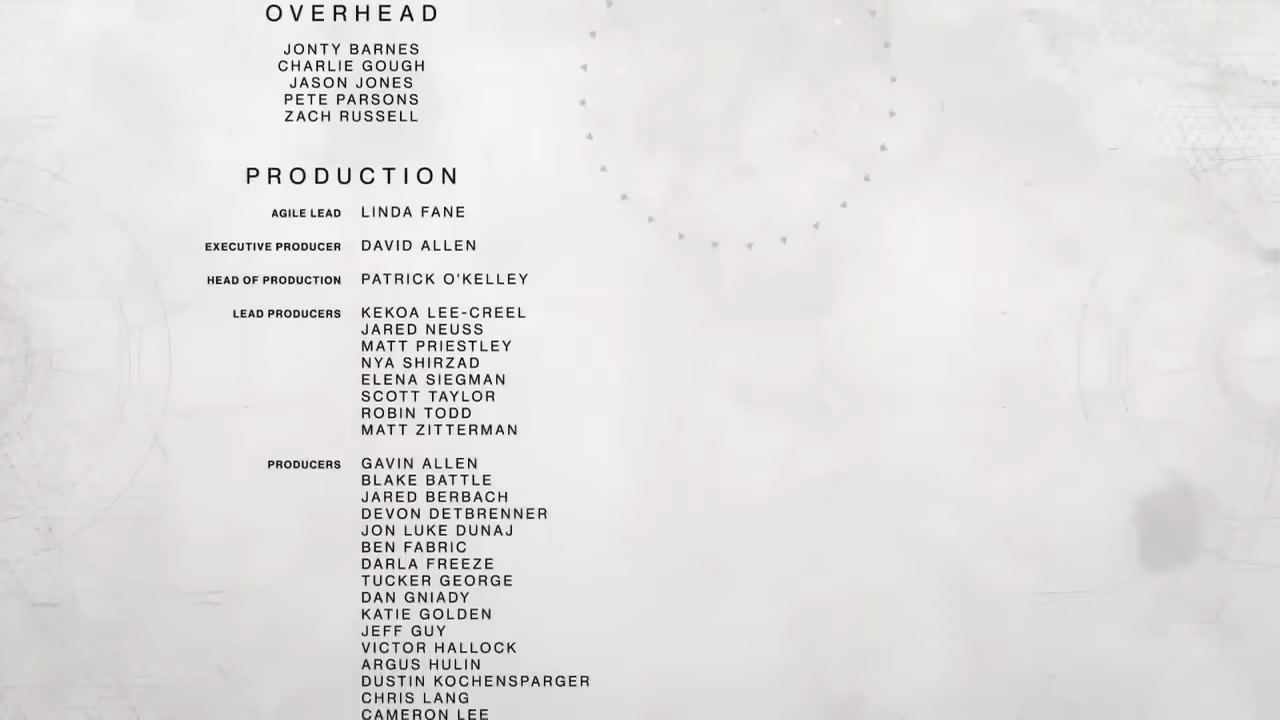 OVERHEAD
JONTY BARNES
CHARLIE GOUGH
JASON JONES
PETE PARSONS
ZACH RUSSELL
PRODUCTION
AGILE LEAD LINDA FANE
EXECUTIVE PRODUCER DAVID ALLEN
HEAD OF PRODUCTION PATRICK O'KELLEY
LEAD PRODUCERS KEKOA LEE-CREEL
JARED NEUSS
MATT PRIESTLEY
NYA SHIRZAD
ELENA SIEGMAN
SCOTT TAYLOR
ROBIN TODD
MATT ZITTERMAN
PRODUCERS GAVIN ALLEN
BLAKE BATTLE
JARED BERBACH
DEVON DETBRENNER
JON LUKE DUNAJ
BEN FABRIC
DARLA FREEZE
TUCKER GEORGE
DAN GNIADY
KATIE GOLDEN
JEFF GUY
VICTOR HALLOCK
ARGUS HULIN
DUSTIN KOCHENSPARGER
CHRIS LANG
CAMERON LEE